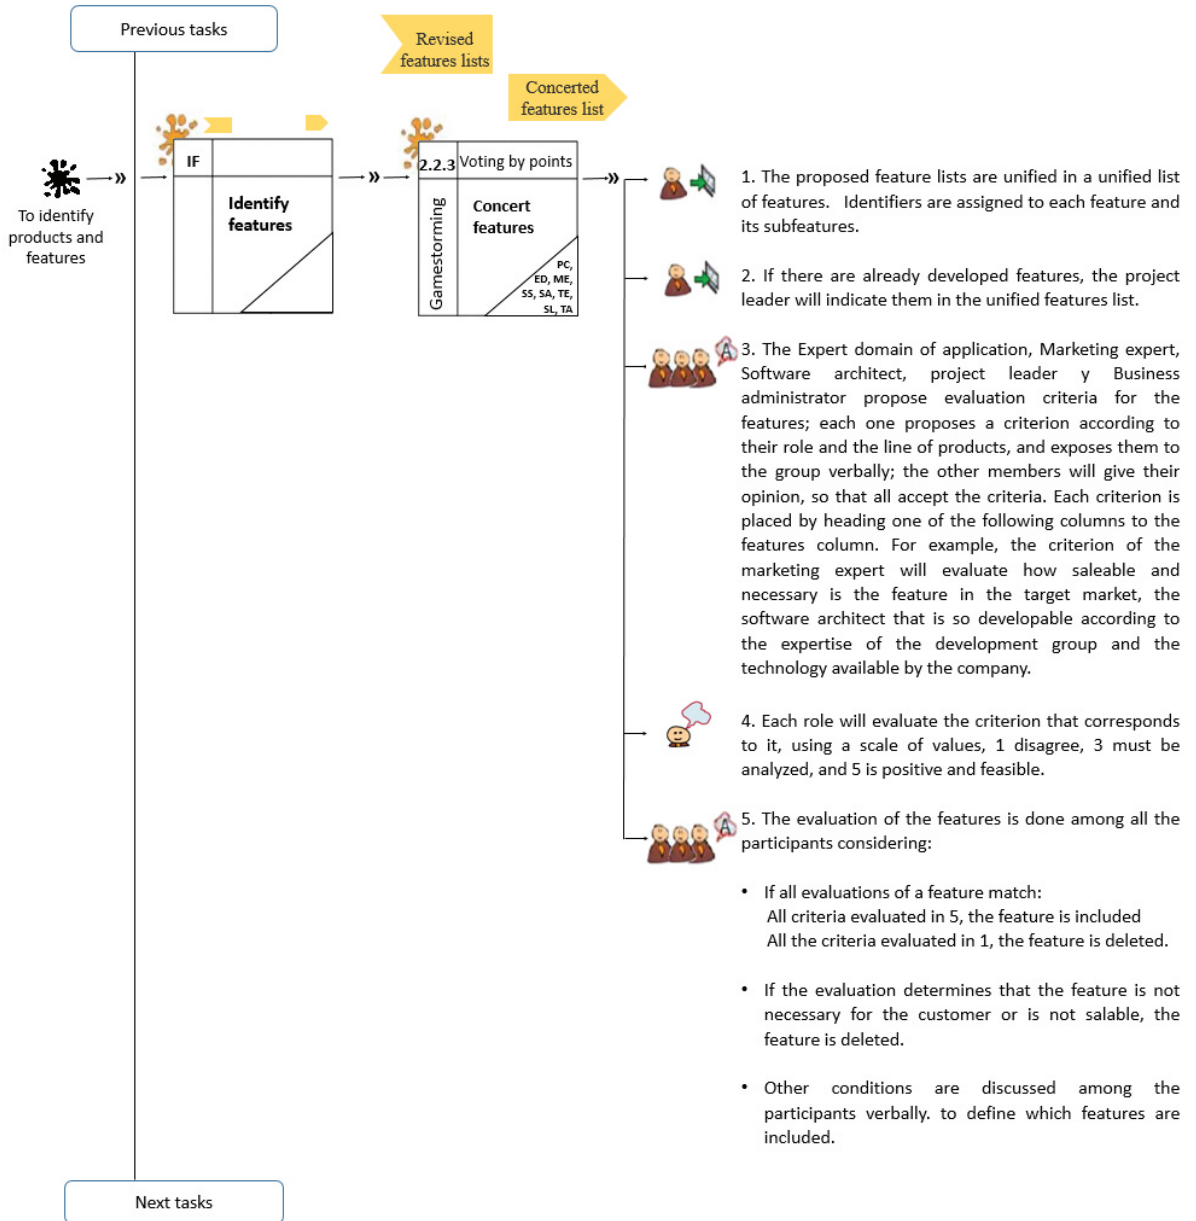 Previous tasks
Revised
features lists
Concerted
features list
IF
Identify
features
2.2.3 Voting by points
Gamestorming
Concert
features
PC,
ED, ME,
SS, SA, TE,
SL, TA
To identify
products and
features
1. The proposed feature lists are unified in a unified list
of features. Identifiers are assigned to each feature and
its subfeatures.
2. If there are already developed features, the project
leader will indicate them in the unified features list.
A
3. The Expert domain of application, Marketing expert,
Software architect, project leader y Business
administrator propose evaluation criteria for the
features; each one proposes a criterion according to
their role and the line of products, and exposes them to
the group verbally; the other members will give their
opinion, so that all accept the criteria. Each criterion is
placed by heading one of the following columns to the
features column. For example, the criterion of the
marketing expert will evaluate how saleable and
necessary is the feature in the target market, the
software architect that is so developable according to
the expertise of the development group and the
technology available by the company.
4. Each role will evaluate the criterion that corresponds
to it, using a scale of values, 1 disagree, 3 must be
analyzed, and 5 is positive and feasible.
A
5. The evaluation of the features is done among all the
participants considering:
• If all evaluations of a feature match:
All criteria evaluated in 5, the feature is included
All the criteria evaluated in 1, the feature is deleted.
• If the evaluation determines that the feature is not
necessary for the customer or is not salable, the
feature is deleted.
• Other conditions are discussed among the
participants verbally. to define which features are
included.
Next tasks